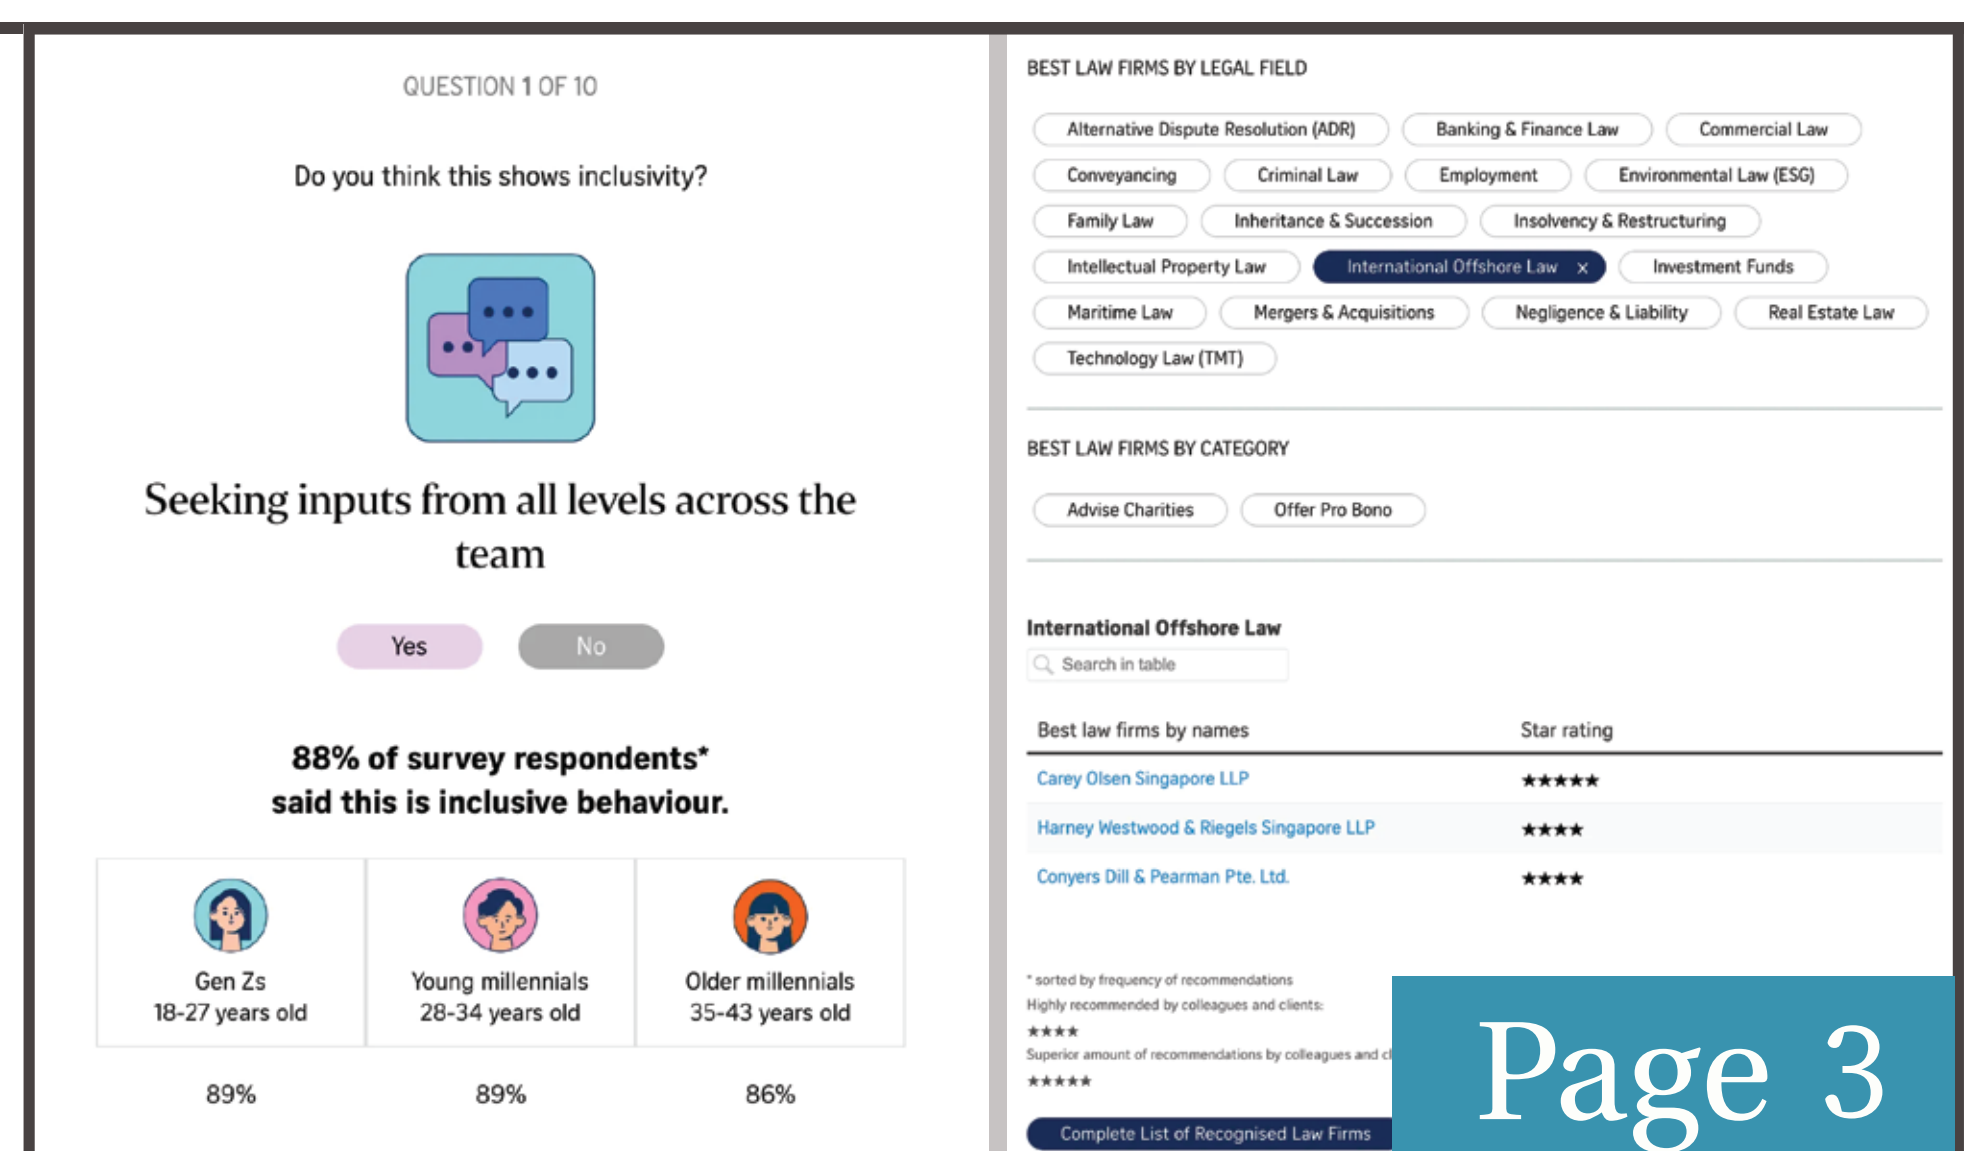 QUESTION 1 OF 10
Do you think this shows inclusivity?
Seeking inputs from all levels across the
team
Yes No
88% of survey respondents*
said this is inclusive behaviour.
Gen Zs
18-27 years old
Young millennials
28-34 years old
Older millennials
35-43 years old
89% 89% 86%
BEST LAW FIRMS BY LEGAL FIELD
Alternative Dispute Resolution (ADR) Banking & Finance Law Commercial Law
Conveyancing Criminal Law Employment Environmental Law (ESG)
Family Law Inheritance & Succession Insolvency & Restructuring
Intellectual Property Law International Offshore Law × Investment Funds
Maritime Law Mergers & Acquisitions Negligence & Liability Real Estate Law
Technology Law (TMT)
BEST LAW FIRMS BY CATEGORY
Advise Charities Offer Pro Bono
International Offshore Law
Search in table
Best law firms by names Star rating
Carey Olsen Singapore LLP ★★★★★
Harney Westwood & Riegels Singapore LLP ★★★★
Conyers Dill & Pearman Pte. Ltd. ★★★★
* sorted by frequency of recommendations
Highly recommended by colleagues and clients:
★★★★
Superior amount of recommendations by colleagues and
★★★★★
Complete List of Recognised Law Firms
Page 3